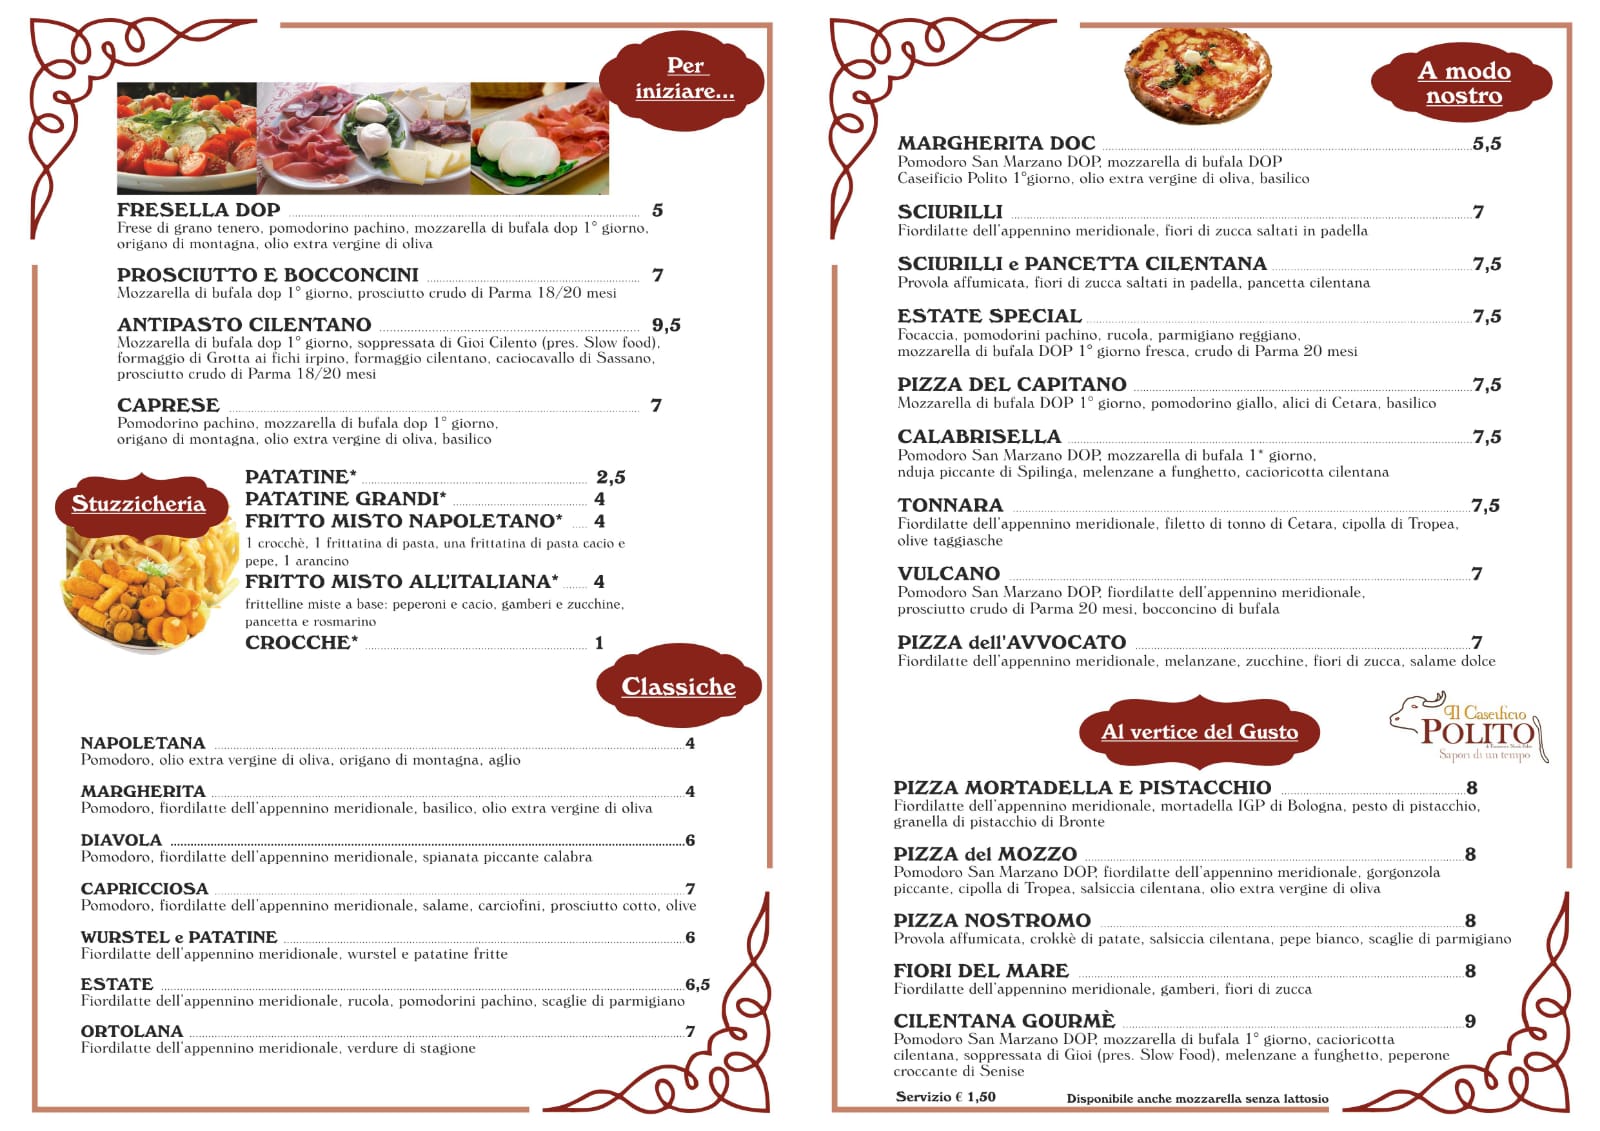 Per
iniziare...
FRESELLA DOP 5
Frese di grano tenero, pomodorino pachino, mozzarella di bufala dop 1° giorno,
origano di montagna, olio extra vergine di oliva
PROSCIUTTO E BOCCONCINI 7
Mozzarella di bufala dop 1° giorno, prosciutto crudo di Parma 18/20 mesi
ANTIPASTO CILENTANO 9,5
Mozzarella di bufala dop 1° giorno, soppressata di Gioi Cilento (pres. Slow food),
formaggio di Grotta ai fichi irpino, formaggio cilentano, caciocavallo di Sassano,
prosciutto crudo di Parma 18/20 mesi
CAPRESE 7
Pomodorino pachino, mozzarella di bufala dop 1° giorno,
origano di montagna, olio extra vergine di oliva, basilico
Stuzzicheria
PATATINE* 2,5
PATATINE GRANDI* 4
FRITTO MISTO NAPOLETANO* 4
1 crocchè, 1 frittatina di pasta, una frittatina di pasta cacio e
pepe, 1 arancino
FRITTO MISTO ALL'ITALIANA* 4
frittelline miste a base: peperoni e cacio, gamberi e zucchine,
pancetta e rosmarino
CROCCHE* 1
Classiche
NAPOLETANA 4
Pomodoro, olio extra vergine di oliva, origano di montagna, aglio
MARGHERITA 4
Pomodoro, fiordilatte dell'appennino meridionale, basilico, olio extra vergine di oliva
DIAVOLA 6
Pomodoro, fiordilatte dell'appennino meridionale, spianata piccante calabra
CAPRICCIOSA 7
Pomodoro, fiordilatte dell'appennino meridionale, salame, carciofini, prosciutto cotto, olive
WURSTEL e PATATINE 6
Fiordilatte dell'appennino meridionale, wurstel e patatine fritte
ESTATE 6,5
Fiordilatte dell'appennino meridionale, rucola, pomodorini pachino, scaglie di parmigiano
ORTOLANA 7
Fiordilatte dell'appennino meridionale, verdure di stagione
A modo
nostro
MARGHERITA DOC 5,5
Pomodoro San Marzano DOP, mozzarella di bufala DOP
Caseificio Polito 1°giorno, olio extra vergine di oliva, basilico
SCIURILLI 7
Fiordilatte dell'appennino meridionale, fiori di zucca saltati in padella
SCIURILLI e PANCETTA CILENTANA 7,5
Provola affumicata, fiori di zucca saltati in padella, pancetta cilentana
ESTATE SPECIAL 7,5
Focaccia, pomodorini pachino, rucola, parmigiano reggiano,
mozzarella di bufala DOP 1° giorno fresca, crudo di Parma 20 mesi
PIZZA DEL CAPITANO 7,5
Mozzarella di bufala DOP 1° giorno, pomodorino giallo, alici di Cetara, basilico
CALABRISELLA 7,5
Pomodoro San Marzano DOP, mozzarella di bufala 1* giorno,
nduja piccante di Spilinga, melenzane a funghetto, cacioricotta cilentana
TONNARA 7,5
Fiordilatte dell'appennino meridionale, filetto di tonno di Cetara, cipolla di Tropea,
olive taggiasche
VULCANO 7
Pomodoro San Marzano DOP, fiordilatte dell'appennino meridionale,
prosciutto crudo di Parma 20 mesi, bocconcino di bufala
PIZZA dell'AVVOCATO 7
Fiordilatte dell'appennino meridionale, melanzane, zucchine, fiori di zucca, salame dolce
Al vertice del Gusto
Il Caseificio
POLITO
Sapori di un tempo
PIZZA MORTADELLA E PISTACCHIO 8
Fiordilatte dell'appennino meridionale, mortadella IGP di Bologna, pesto di pistacchio,
granella di pistacchio di Bronte
PIZZA del MOZZO 8
Pomodoro San Marzano DOP, fiordilatte dell'appennino meridionale, gorgonzola
piccante, cipolla di Tropea, salsiccia cilentana, olio extra vergine di oliva
PIZZA NOSTROMO 8
Provola affumicata, crokkè di patate, salsiccia cilentana, pepe bianco, scaglie di parmigiano
FIORI DEL MARE 8
Fiordilatte dell'appennino meridionale, gamberi, fiori di zucca
CILENTANA GOURMÈ 9
Pomodoro San Marzano DOP, mozzarella di bufala 1° giorno, cacioricotta
cilentana, soppressata di Gioi (pres. Slow Food), melenzane a funghetto, peperone
croccante di Senise
Servizio € 1,50
Disponibile anche mozzarella senza lattosio